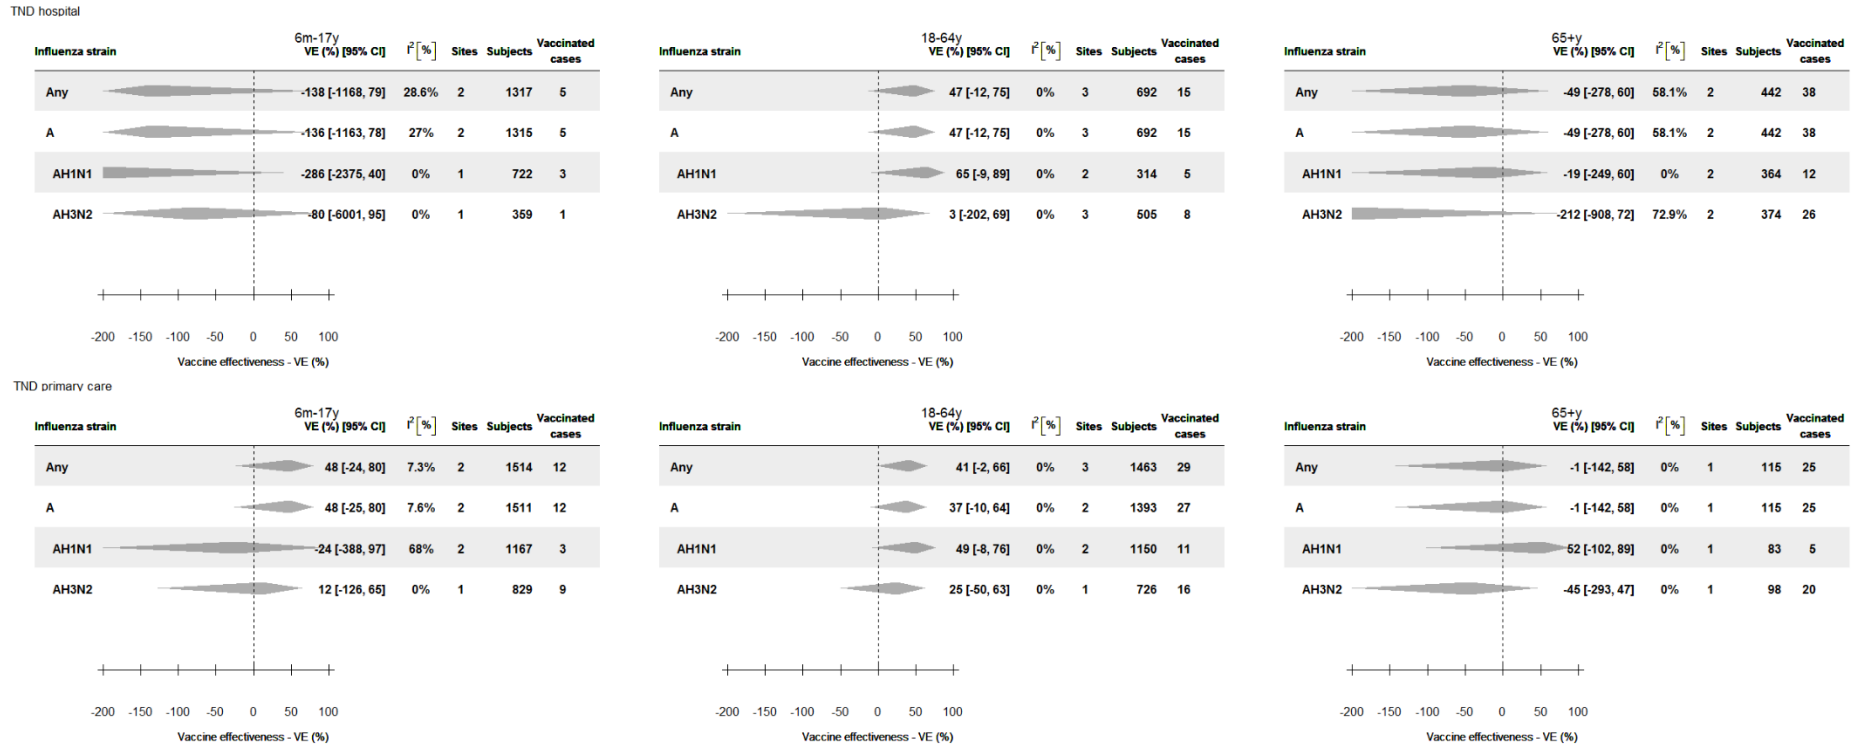 TND hospital
6m-17y
Influenza strain VE (%) [95% CI] I²[%] Sites Subjects Vaccinated cases
Any -138 [-1168, 79] 28.6% 2 1317 5
A -136 [-1163, 78] 27% 2 1315 5
AH1N1 -286 [-2375, 40] 0% 1 722 3
AH3N2 -80 [-6001, 95] 0% 1 359 1
-200 -150 -100 -50 0 50 100
Vaccine effectiveness - VE (%)
18-64y
Influenza strain VE (%) [95% CI] I²[%] Sites Subjects Vaccinated cases
Any 47 [-12, 75] 0% 3 692 15
A 47 [-12, 75] 0% 3 692 15
AH1N1 65 [-9, 89] 0% 2 314 5
AH3N2 3 [-202, 69] 0% 3 505 8
-200 -150 -100 -50 0 50 100
Vaccine effectiveness - VE (%)
65+y
Influenza strain VE (%) [95% CI] I²[%] Sites Subjects Vaccinated cases
Any -49 [-278, 60] 58.1% 2 442 38
A -49 [-278, 60] 58.1% 2 442 38
AH1N1 -19 [-249, 60] 0% 2 364 12
AH3N2 -212 [-908, 72] 72.9% 2 374 26
-200 -150 -100 -50 0 50 100
Vaccine effectiveness - VE (%)
TND primary care
6m-17y
Influenza strain VE (%) [95% CI] I²[%] Sites Subjects Vaccinated cases
Any 48 [-24, 80] 7.3% 2 1514 12
A 48 [-25, 80] 7.6% 2 1511 12
AH1N1 -24 [-388, 97] 68% 2 1167 3
AH3N2 12 [-126, 65] 0% 1 829 9
-200 -150 -100 -50 0 50 100
Vaccine effectiveness - VE (%)
18-64y
Influenza strain VE (%) [95% CI] I²[%] Sites Subjects Vaccinated cases
Any 41 [-2, 66] 0% 3 1463 29
A 37 [-10, 64] 0% 2 1393 27
AH1N1 49 [-8, 76] 0% 2 1150 11
AH3N2 25 [-50, 63] 0% 1 726 16
-200 -150 -100 -50 0 50 100
Vaccine effectiveness - VE (%)
65+y
Influenza strain VE (%) [95% CI] I²[%] Sites Subjects Vaccinated cases
Any -1 [-142, 58] 0% 1 115 25
A -1 [-142, 58] 0% 1 115 25
AH1N1 52 [-102, 89] 0% 1 83 5
AH3N2 -45 [-293, 47] 0% 1 98 20
-200 -150 -100 -50 0 50 100
Vaccine effectiveness - VE (%)